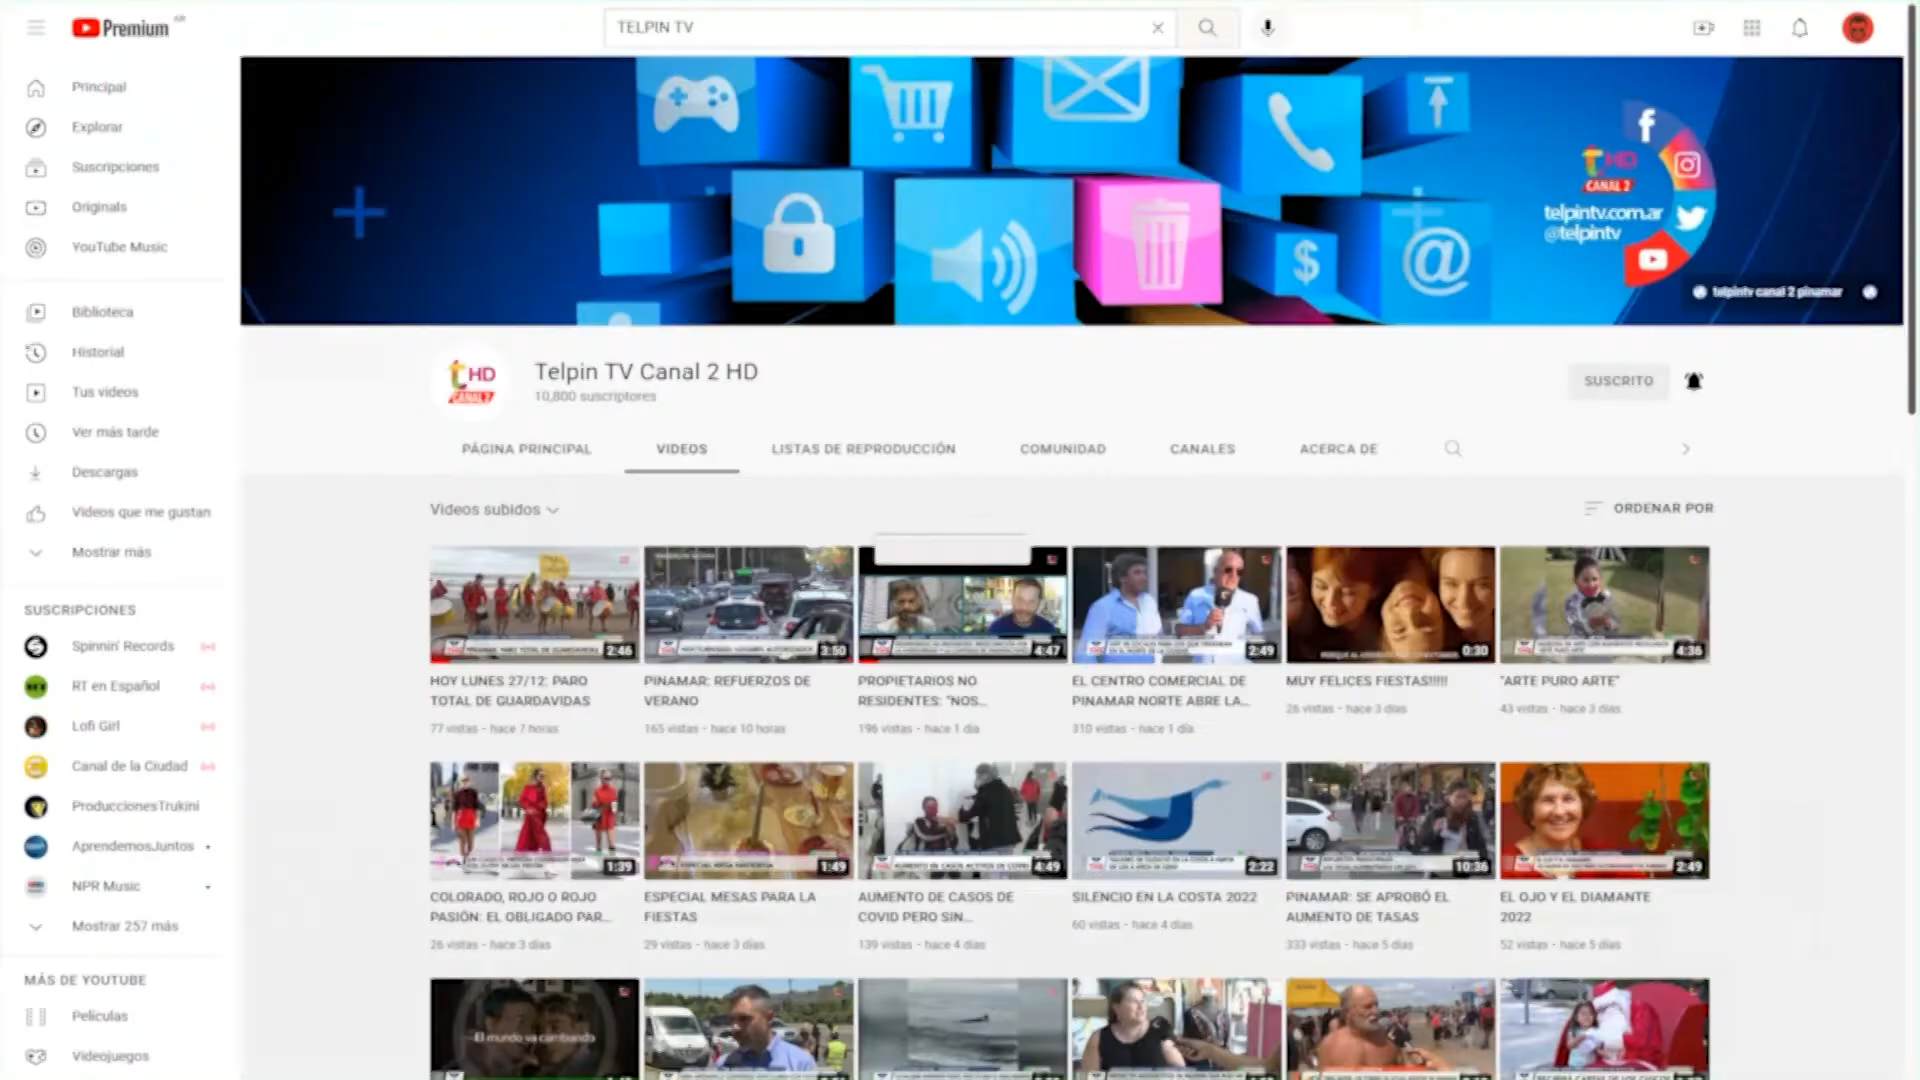 Premium AR
TELPIN TV
Principal
Explorar
Suscripciones
Originals
YouTube Music
Biblioteca
Historial
Tus videos
Ver más tarde
Descargas
Videos que me gustan
Mostrar más
SUSCRIPCIONES
Spinnin' Records
RT en Español
Lofi Girl
Canal de la Ciudad
ProduccionesTrukini
AprendemosJuntos
NPR Music
Mostrar 257 más
MÁS DE YOUTUBE
Películas
Videojuegos
t HD
CANAL 2
telpintv.com.ar
@telpintv
telpintv canal 2 pinamar
t HD
CANAL 2
Telpin TV Canal 2 HD
10,800 suscriptores
SUSCRITO
PÁGINA PRINCIPAL
VIDEOS
LISTAS DE REPRODUCCIÓN
COMUNIDAD
CANALES
ACERCA DE
Videos subidos
ORDENAR POR
2:46
3:50
4:47
2:49
0:30
4:36
HOY LUNES 27/12: PARO
TOTAL DE GUARDAVIDAS
77 vistas - hace 7 horas
PINAMAR: REFUERZOS DE
VERANO
165 vistas - hace 10 horas
PROPIETARIOS NO
RESIDENTES: "NOS...
196 vistas - hace 1 día
EL CENTRO COMERCIAL DE
PINAMAR NORTE ABRE LA...
310 vistas - hace 1 día
MUY FELICES FIESTAS!!!!!
26 vistas - hace 3 días
"ARTE PURO ARTE"
43 vistas - hace 3 días
1:39
1:49
4:49
2:22
10:36
2:49
COLORADO, ROJO O ROJO
PASIÓN: EL OBLIGADO PAR...
26 vistas - hace 3 días
ESPECIAL MESAS PARA LA
FIESTAS
29 vistas - hace 3 días
AUMENTO DE CASOS DE
COVID PERO SIN...
139 vistas - hace 4 días
SILENCIO EN LA COSTA 2022
60 vistas - hace 4 días
PINAMAR: SE APROBÓ EL
AUMENTO DE TASAS
333 vistas - hace 5 días
EL OJO Y EL DIAMANTE
2022
52 vistas - hace 5 días
El mundo va cambiando